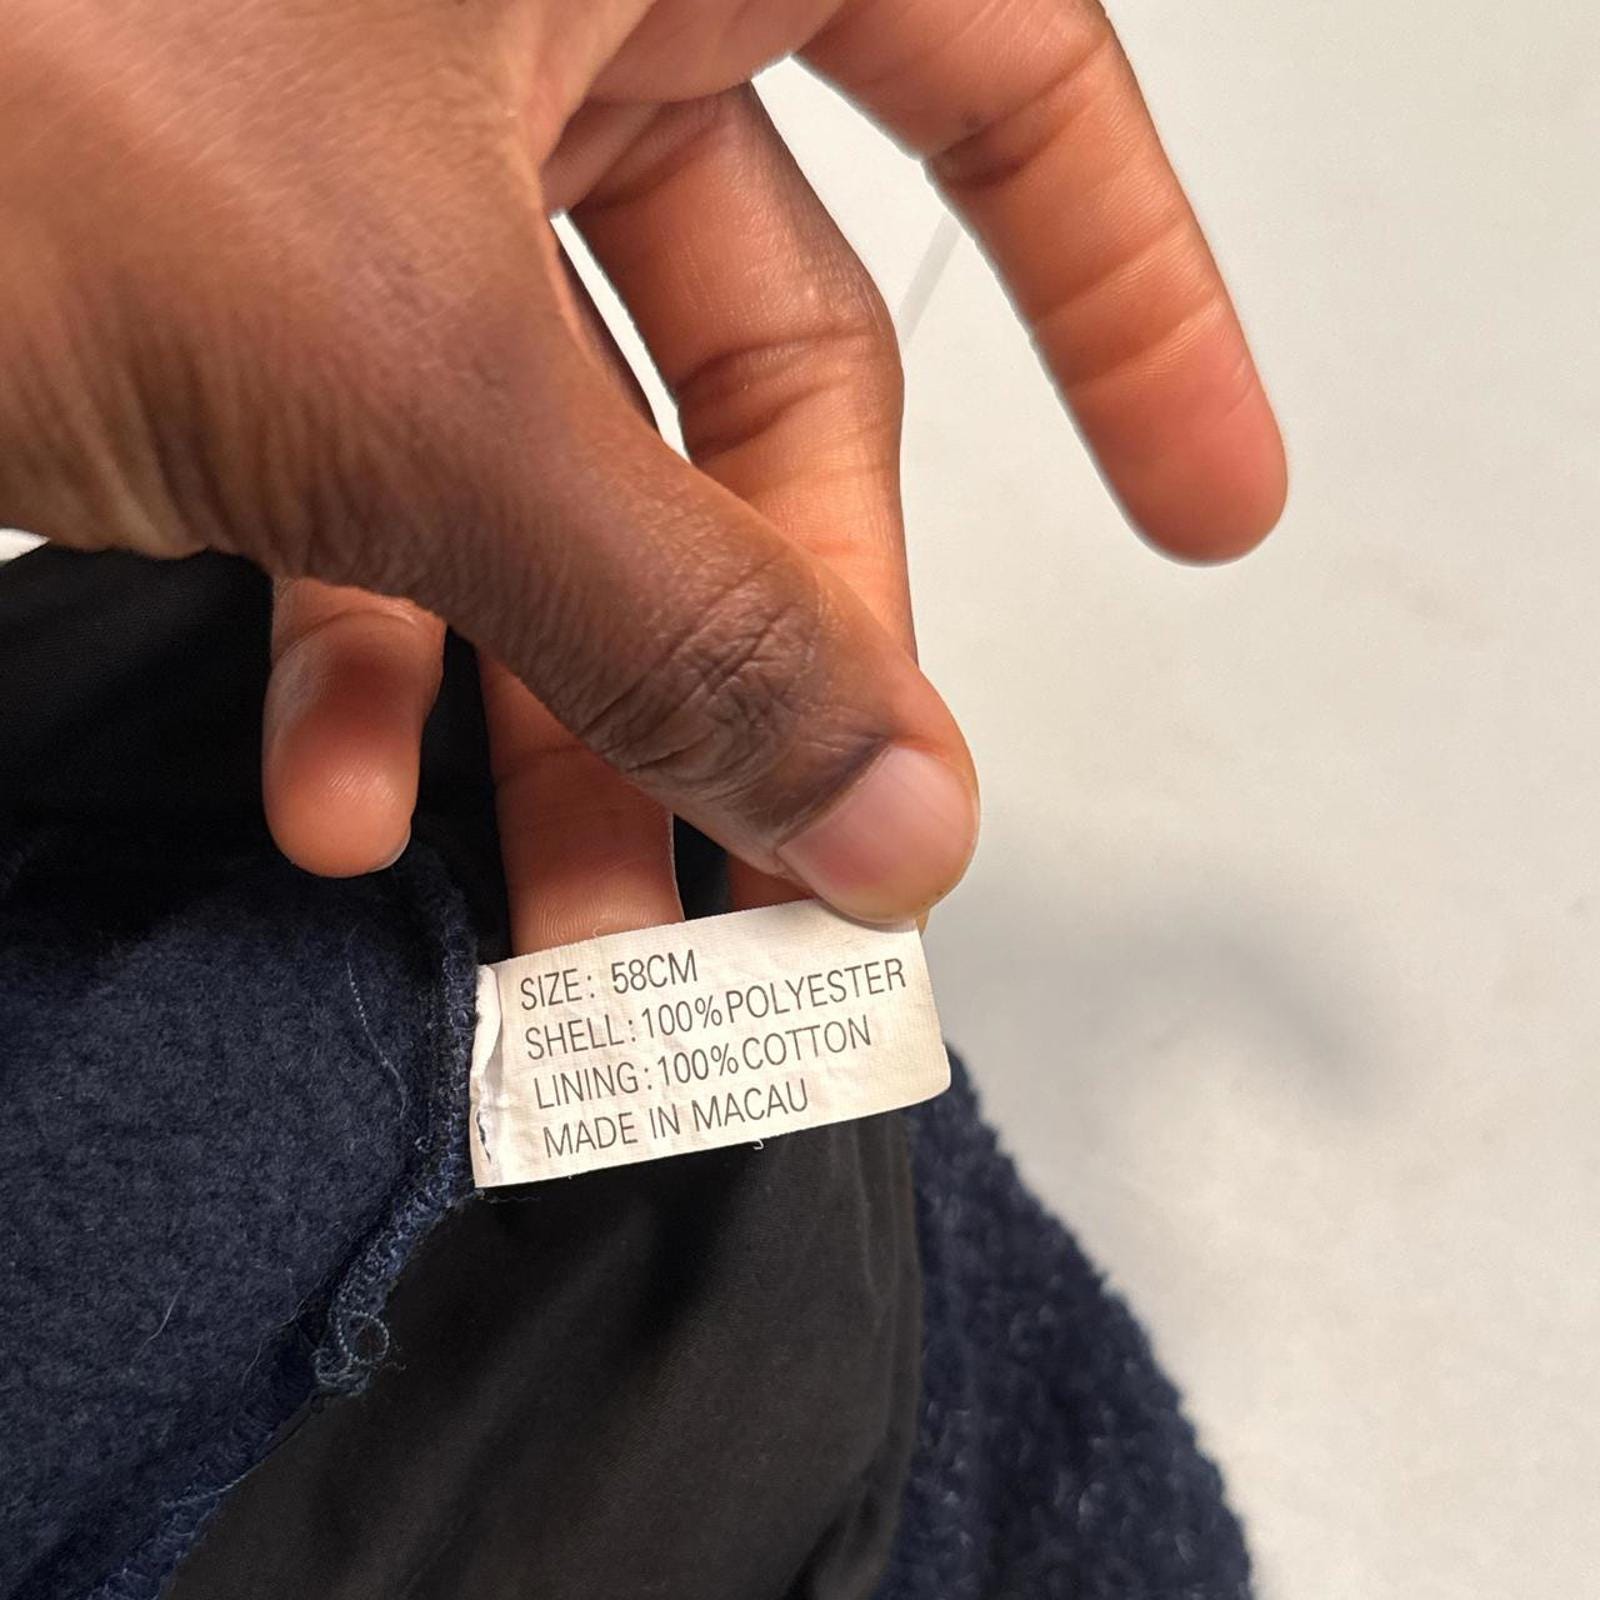 SIZE: 58CM
SHELL:100%POLYESTER
LINING:100%COTTON
MADE IN MACAU